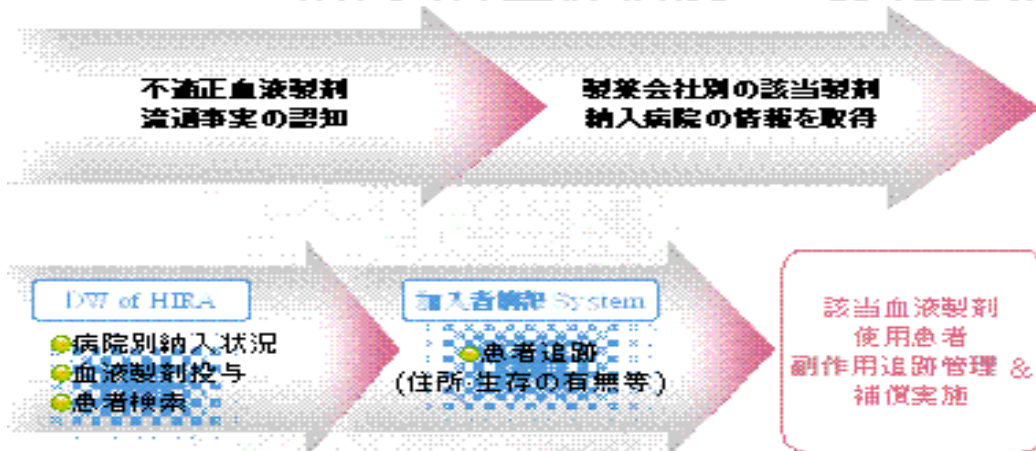 不適正血液製剤
流通事実の認知
製薬会社別の該当製剤
納入病院の情報を取得
DW of HIRA
病院別納入状況
血液製剤投与
患者検索
加入者情報 System
患者追跡
(住所·生存の有無等)
該当血液製剤
使用患者
副作用追跡管理 &
補償実施